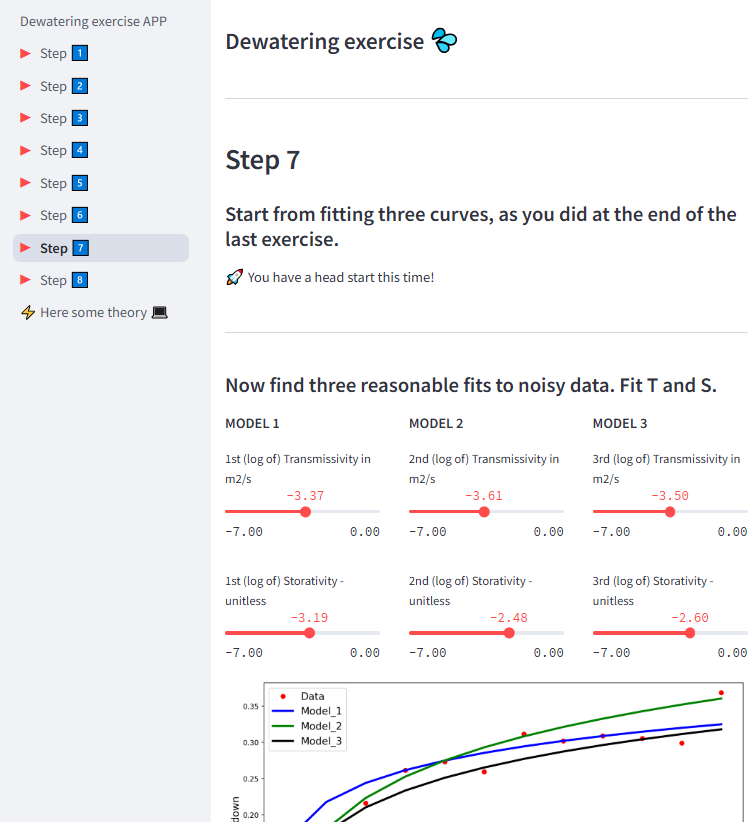 Dewatering exercise APP
Step 1
Step 2
Step 3
Step 4
Step 5
Step 6
Step 7
Step 8
Here some theory
Dewatering exercise
Step 7
Start from fitting three curves, as you did at the end of the
last exercise.
You have a head start this time!
Now find three reasonable fits to noisy data. Fit T and S.
MODEL 1
MODEL 2
MODEL 3
1st (log of) Transmissivity in
m2/s
2nd (log of) Transmissivity in
m2/s
3rd (log of) Transmissivity in
m2/s
-3.37
-3.61
-3.50
-7.00 0.00
-7.00 0.00
-7.00 0.00
1st (log of) Storativity -
unitless
2nd (log of) Storativity -
unitless
3rd (log of) Storativity -
unitless
-3.19
-2.48
-2.60
-7.00 0.00
-7.00 0.00
-7.00 0.00
Data
Model_1
Model_2
Model_3
0.35
0.30
0.25
0.20
down